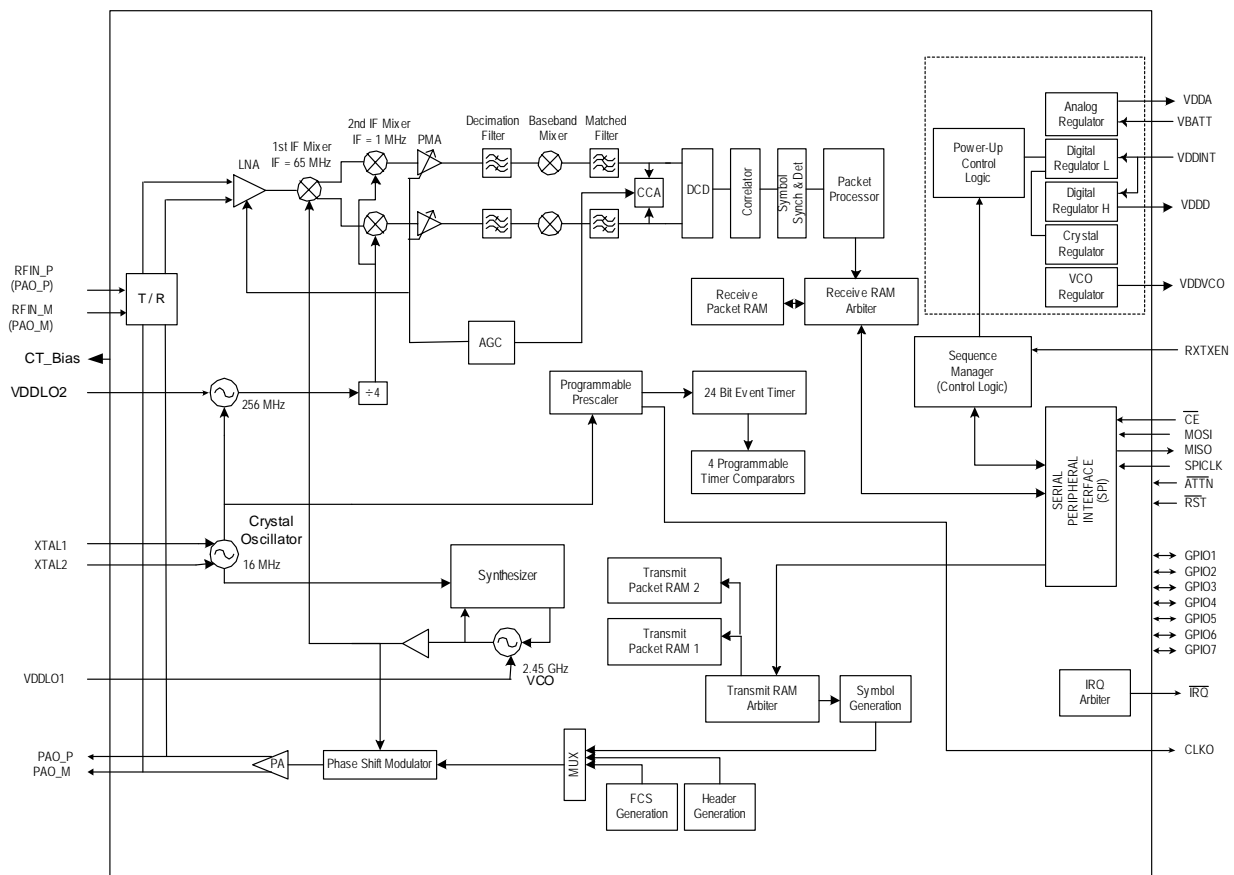 2nd IF Mixer
IF = 1 MHz
PMA
Decimation
Filter
Baseband
Mixer
Matched
Filter
1st IF Mixer
IF = 65 MHz
LNA
CCA
DCD
Correlator
Symbol
Synch & Det
Packet
Processor
Power-Up
Control
Logic
Analog
Regulator
Digital
Regulator L
Digital
Regulator H
Crystal
Regulator
VCO
Regulator
VDDA
VBATT
VDDINT
VDDD
VDDVCO
RFIN_P
(PAO_P)
RFIN_M
(PAO_M)
T / R
CT_Bias
VDDLO2
256 MHz
÷4
AGC
Receive
Packet RAM
Receive RAM
Arbiter
Sequence
Manager
(Control Logic)
RXTXEN
Programmable
Prescaler
24 Bit Event Timer
4 Programmable
Timer Comparators
SERIAL
PERIPHERAL
INTERFACE
(SPI)
CE
MOSI
MISO
SPICLK
ATTN
RST
XTAL1
XTAL2
Crystal
Oscillator
16 MHz
Synthesizer
2.45 GHz
VCO
VDDLO1
Transmit
Packet RAM 2
Transmit
Packet RAM 1
Transmit RAM
Arbiter
Symbol
Generation
GPIO1
GPIO2
GPIO3
GPIO4
GPIO5
GPIO6
GPIO7
IRQ
Arbiter
IRQ
CLKO
PAO_P
PAO_M
PA
Phase Shift Modulator
MUX
FCS
Generation
Header
Generation